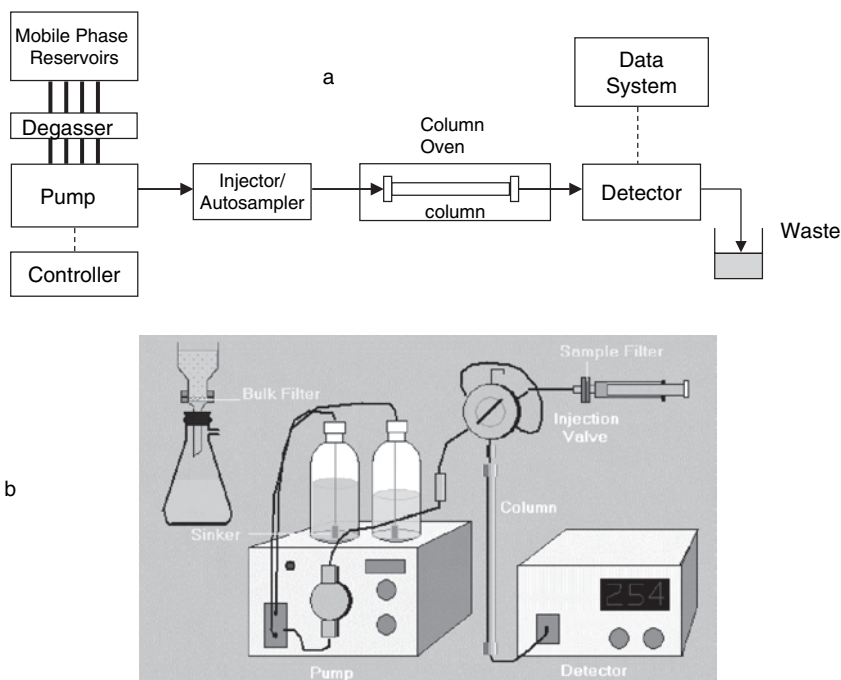 Mobile Phase
Reservoirs
a
Data
System
Degasser
Column
Oven
Pump
Injector/
Autosampler
column
Detector
Waste
Controller
b
Bulk Filter
Sample Filter
Injection
Valve
Column
Sinker
254
Pump
Detector